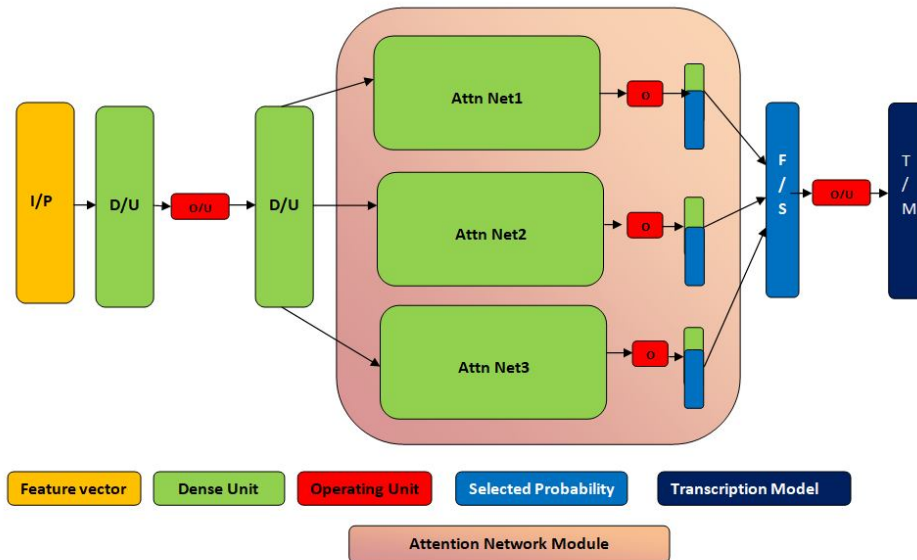 I/P
D/U
O/U
D/U
Attn Net1
O
Attn Net2
O
Attn Net3
O
F
/
S
O/U
T
/
M
Feature vector
Dense Unit
Operating Unit
Selected Probability
Transcription Model
Attention Network Module